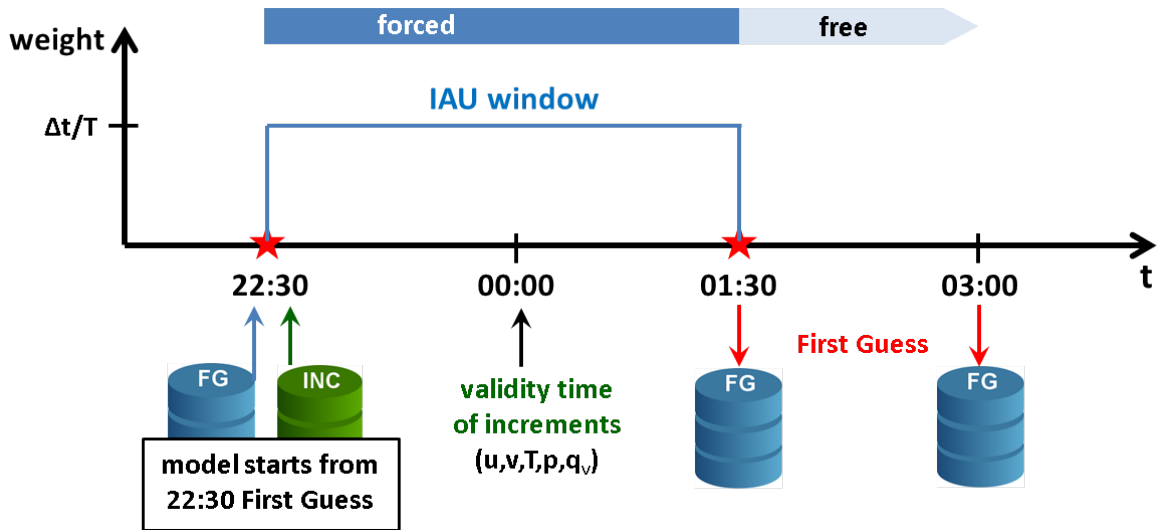 forced
free
weight
IAU window
Δt/T
t
22:30
00:00
01:30
03:00
First Guess
FG
INC
FG
FG
validity time
of increments
(u,v,T,p,qᵥ)
model starts from
22:30 First Guess